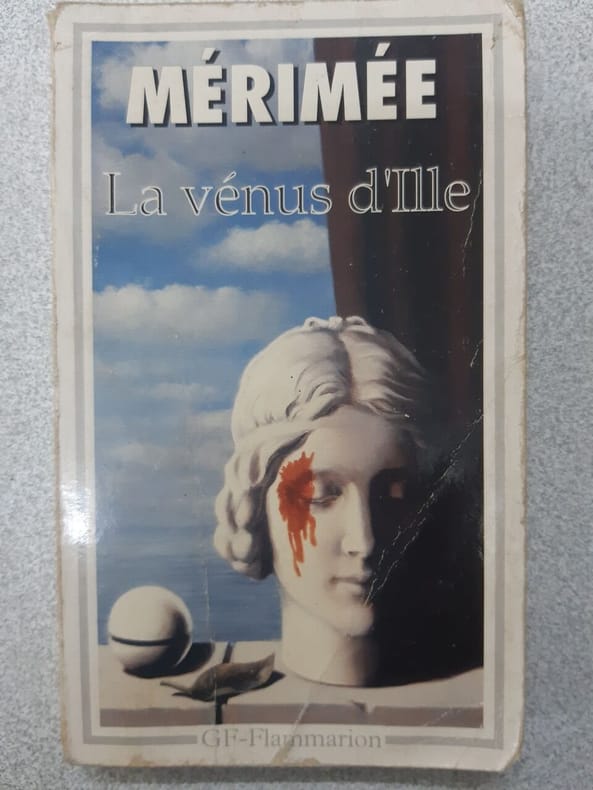 MÉRIMÉE
La vénus d'Ille
GF-Flammarion